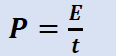 P = E/t